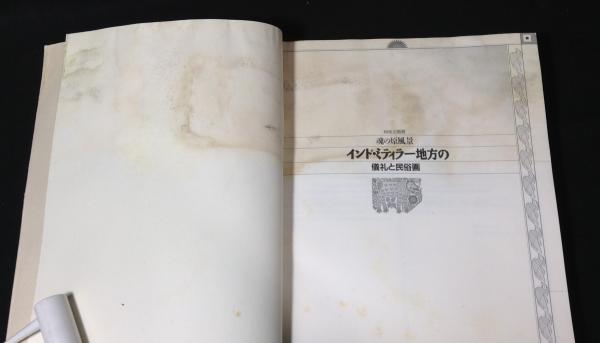 魂の原風景
インド・ミティラー地方の
儀礼と民俗画